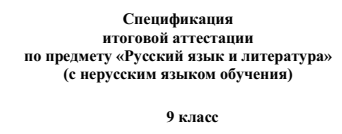 Спецификация
итоговой аттестации
по предмету «Русский язык и литература»
(с нерусским языком обучения)
9 класс